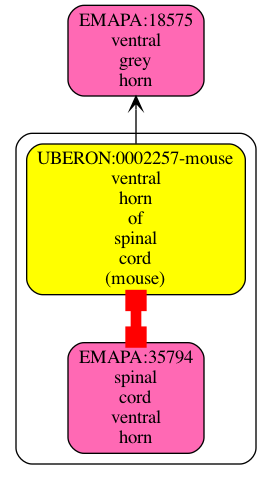 EMAPA:18575
ventral
grey
horn
UBERON:0002257-mouse
ventral
horn
of
spinal
cord
(mouse)
EMAPA:35794
spinal
cord
ventral
horn